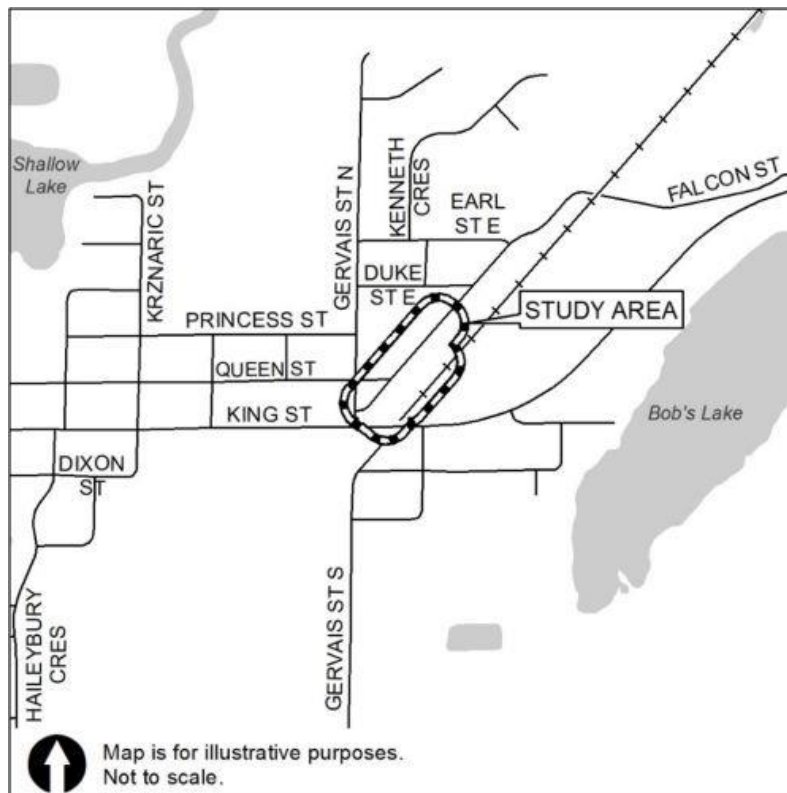 Shallow
Lake
KRZNARIC ST
GERVAIS ST N
KENNETH
CRES
EARL
ST E
FALCON ST
DUKE
ST E
STUDY AREA
PRINCESS ST
QUEEN ST
KING ST
Bob's Lake
DIXON
ST
HAILEYBURY
CRES
GERVAIS ST S
Map is for illustrative purposes.
Not to scale.